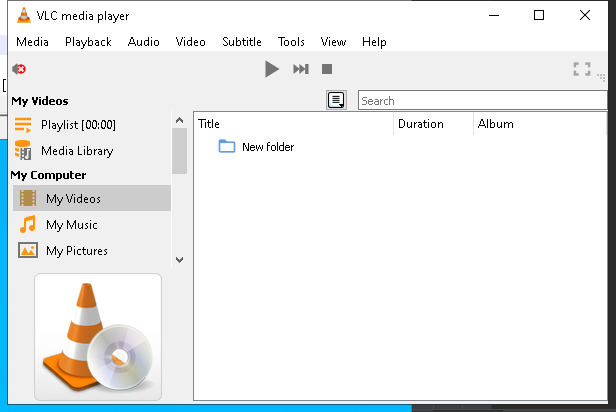 VLC media player
Media Playback Audio Video Subtitle Tools View Help
My Videos
Search
Playlist [00:00]
Title Duration Album
Media Library
New folder
My Computer
My Videos
My Music
My Pictures